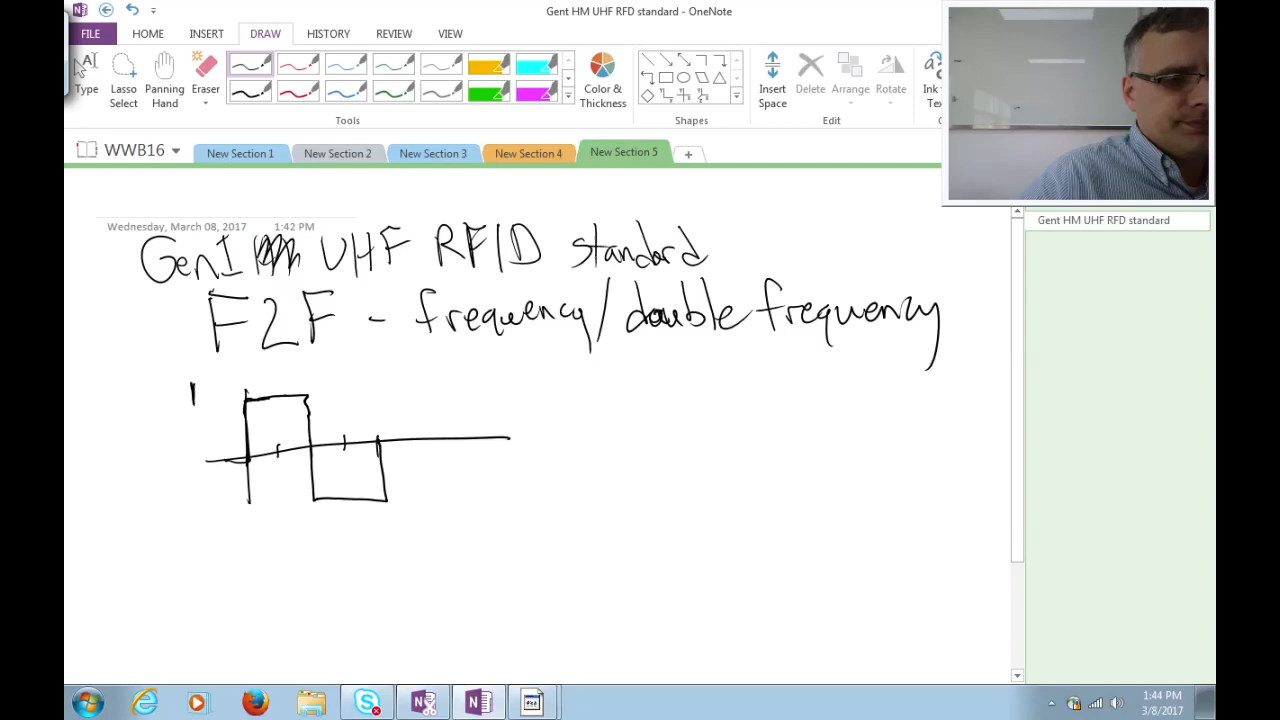 Gent HM UHF RFD standard - OneNote
FILE HOME INSERT DRAW HISTORY REVIEW VIEW
Type
Lasso Select
Panning Hand
Eraser
Color & Thickness
Insert Space
Delete
Arrange
Rotate
Ink to
Tools
Shapes
Edit
WWB16
New Section 1
New Section 2
New Section 3
New Section 4
New Section 5
Gent HM UHF RFD standard
Wednesday, March 08, 2017 1:42 PM
Gen1 UHF RFID standard
F2F - frequency/double frequency
1
1:44 PM
3/8/2017